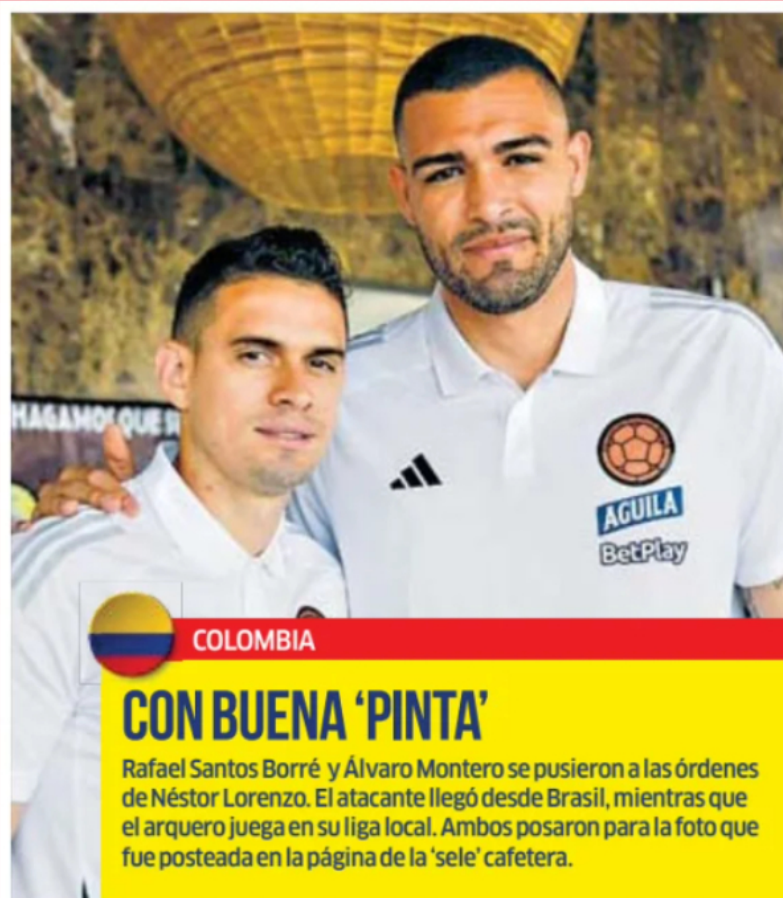 HAGAMOS QUE
AGUILA
BetPlay
COLOMBIA
CON BUENA ‘PINTA’
Rafael Santos Borré y Álvaro Montero se pusieron a las órdenes
de Néstor Lorenzo. El atacante llegó desde Brasil, mientras que
el arquero juega en su liga local. Ambos posaron para la foto que
fue posteada en la página de la ‘sele’ cafetera.